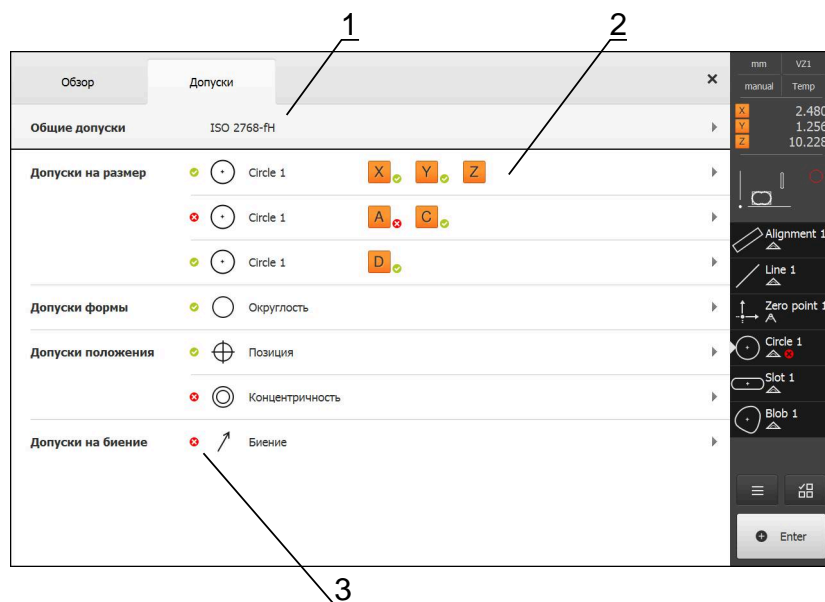 1
2
Обзор
Допуски
×
Общие допуски
ISO 2768-fH
Допуски на размер
Circle 1
X
Y
Z
Circle 1
A
C
Circle 1
D
Допуски формы
Округлость
Допуски положения
Позиция
Концентричность
Допуски на биение
Биение
3
mm
VZ1
manual
Temp
X 2.480
Y 1.256
Z 10.228
Alignment 1
Line 1
Zero point 1
Circle 1
Slot 1
Blob 1
Enter